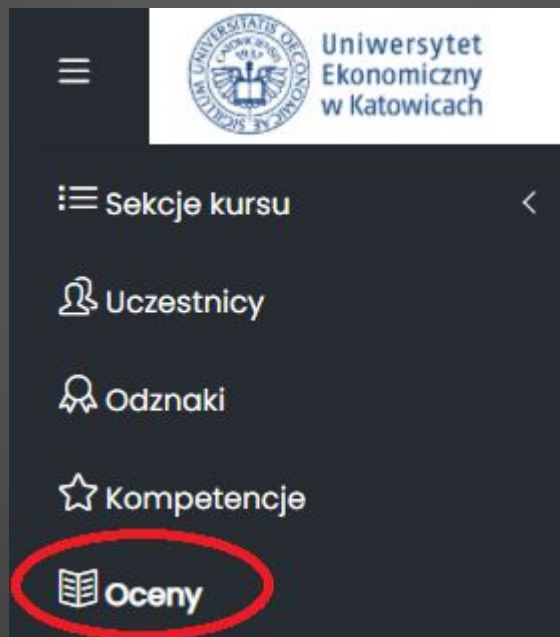 Uniwersytet
Ekonomiczny
w Katowicach
Sekcje kursu
Uczestnicy
Odznaki
Kompetencje
Oceny